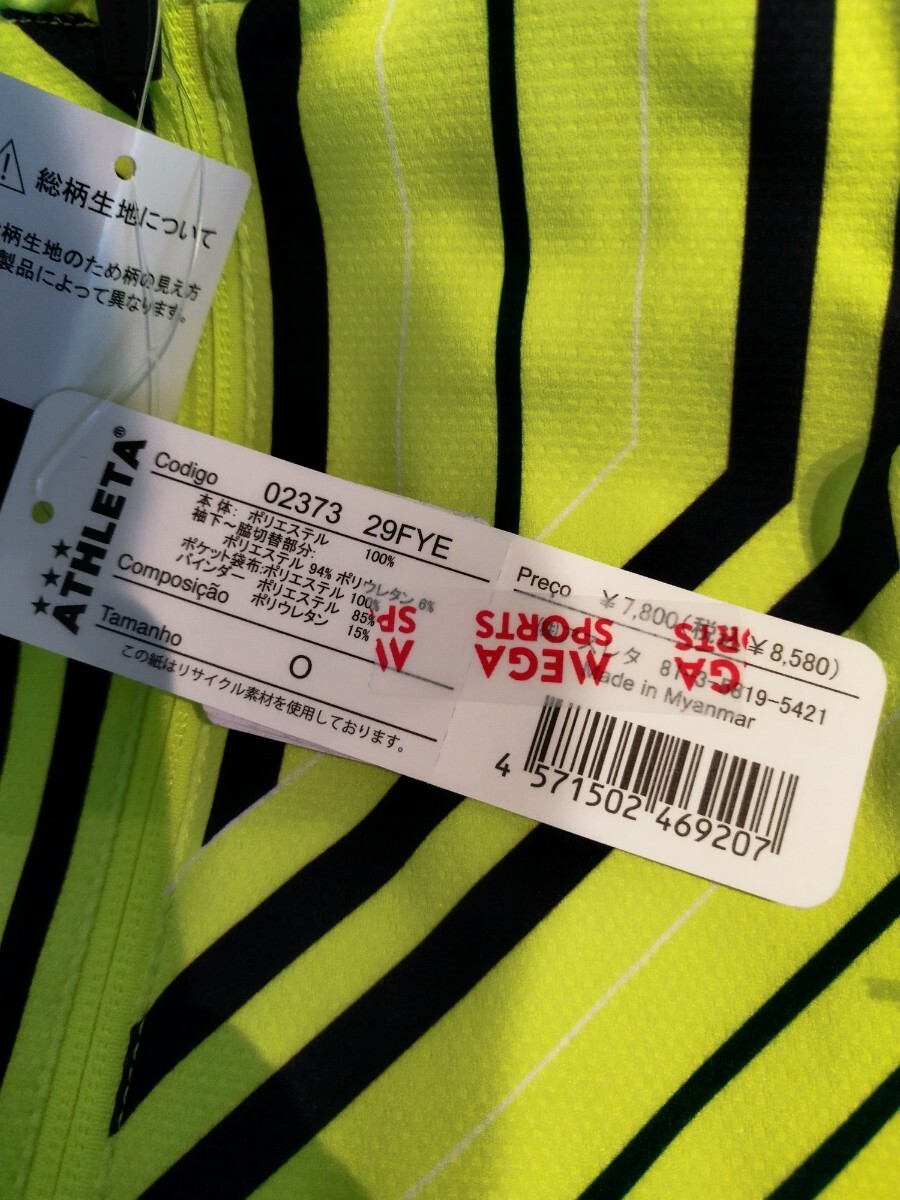 総柄生地について
柄生地のため柄の見え方
製品によって異なります。
ATHLETA®
Codigo 02373 29FYE
本体: ポリエステル 100%
袖下～脇切替部分:
ポリエステル 94% ポリウレタン 6%
ポケット袋布:ポリエステル 100%
バインダー ポリエステル 85%
ポリウレタン 15%
Composição
Tamanho O
この紙はリサイクル素材を使用しております。
Preço ¥7,800(税 ¥8,580)
タ 819-5421
Made in Myanmar
MEGA
SPORTS
4 571502 469207